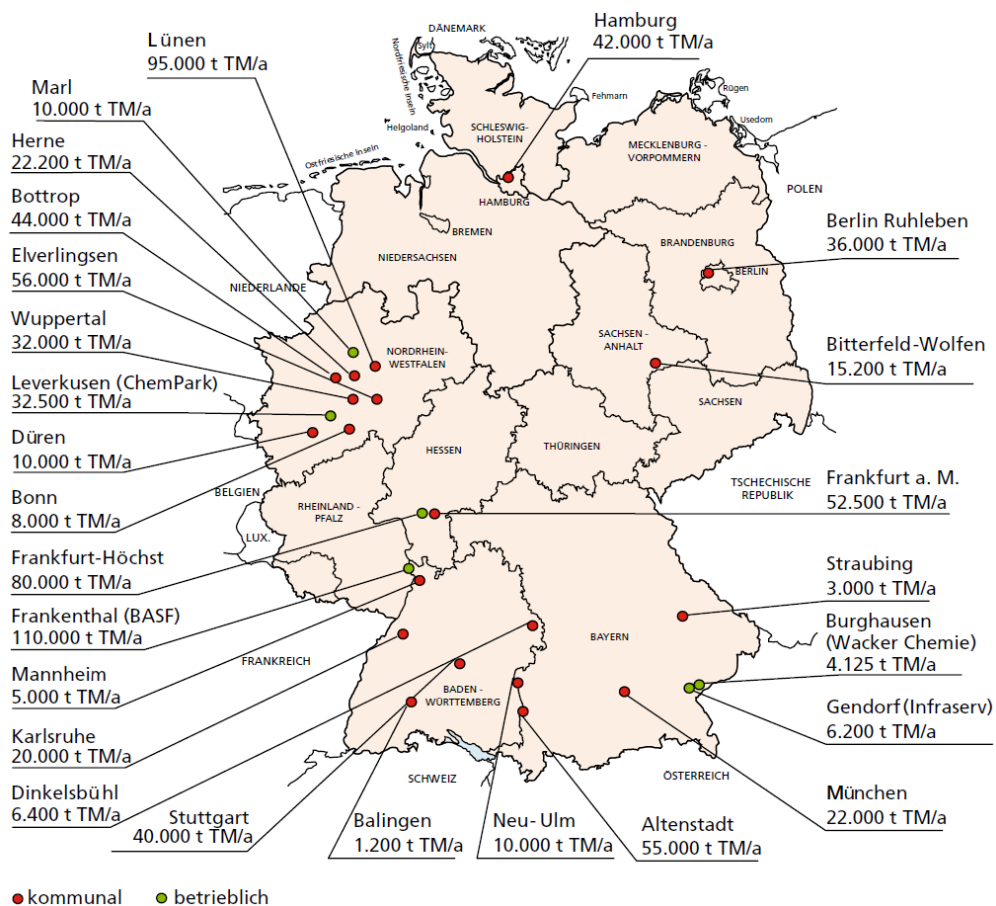 Lünen
95.000 t TM/a
Marl
10.000 t TM/a
Herne
22.200 t TM/a
Bottrop
44.000 t TM/a
Elverlingsen
56.000 t TM/a
Wuppertal
32.000 t TM/a
Leverkusen (ChemPark)
32.500 t TM/a
Düren
10.000 t TM/a
Bonn
8.000 t TM/a
Frankfurt-Höchst
80.000 t TM/a
Frankenthal (BASF)
110.000 t TM/a
Mannheim
5.000 t TM/a
Karlsruhe
20.000 t TM/a
Dinkelsbühl
6.400 t TM/a
Stuttgart
40.000 t TM/a
Balingen
1.200 t TM/a
Neu-Ulm
10.000 t TM/a
Altenstadt
55.000 t TM/a
Hamburg
42.000 t TM/a
Berlin Ruhleben
36.000 t TM/a
Bitterfeld-Wolfen
15.200 t TM/a
Frankfurt a. M.
52.500 t TM/a
Straubing
3.000 t TM/a
Burghausen
(Wacker Chemie)
4.125 t TM/a
Gendorf (Infraserv)
6.200 t TM/a
München
22.000 t TM/a
DÄNEMARK
Sylt
Nordfriesische Inseln
Helgoland
Ostfriesische Inseln
Fehmarn
Rügen
Usedom
SCHLESWIG-
HOLSTEIN
MECKLENBURG -
VORPOMMERN
HAMBURG
BREMEN
POLEN
NIEDERSACHSEN
BRANDENBURG
BERLIN
NIEDERLANDE
NORDRHEIN-
WESTFALEN
SACHSEN -
ANHALT
SACHSEN
HESSEN
THÜRINGEN
BELGIEN
RHEINLAND -
PFALZ
LUX.
TSCHECHISCHE
REPUBLIK
FRANKREICH
BAYERN
BADEN -
WÜRTTEMBERG
SCHWEIZ
ÖSTERREICH
kommunal
betrieblich